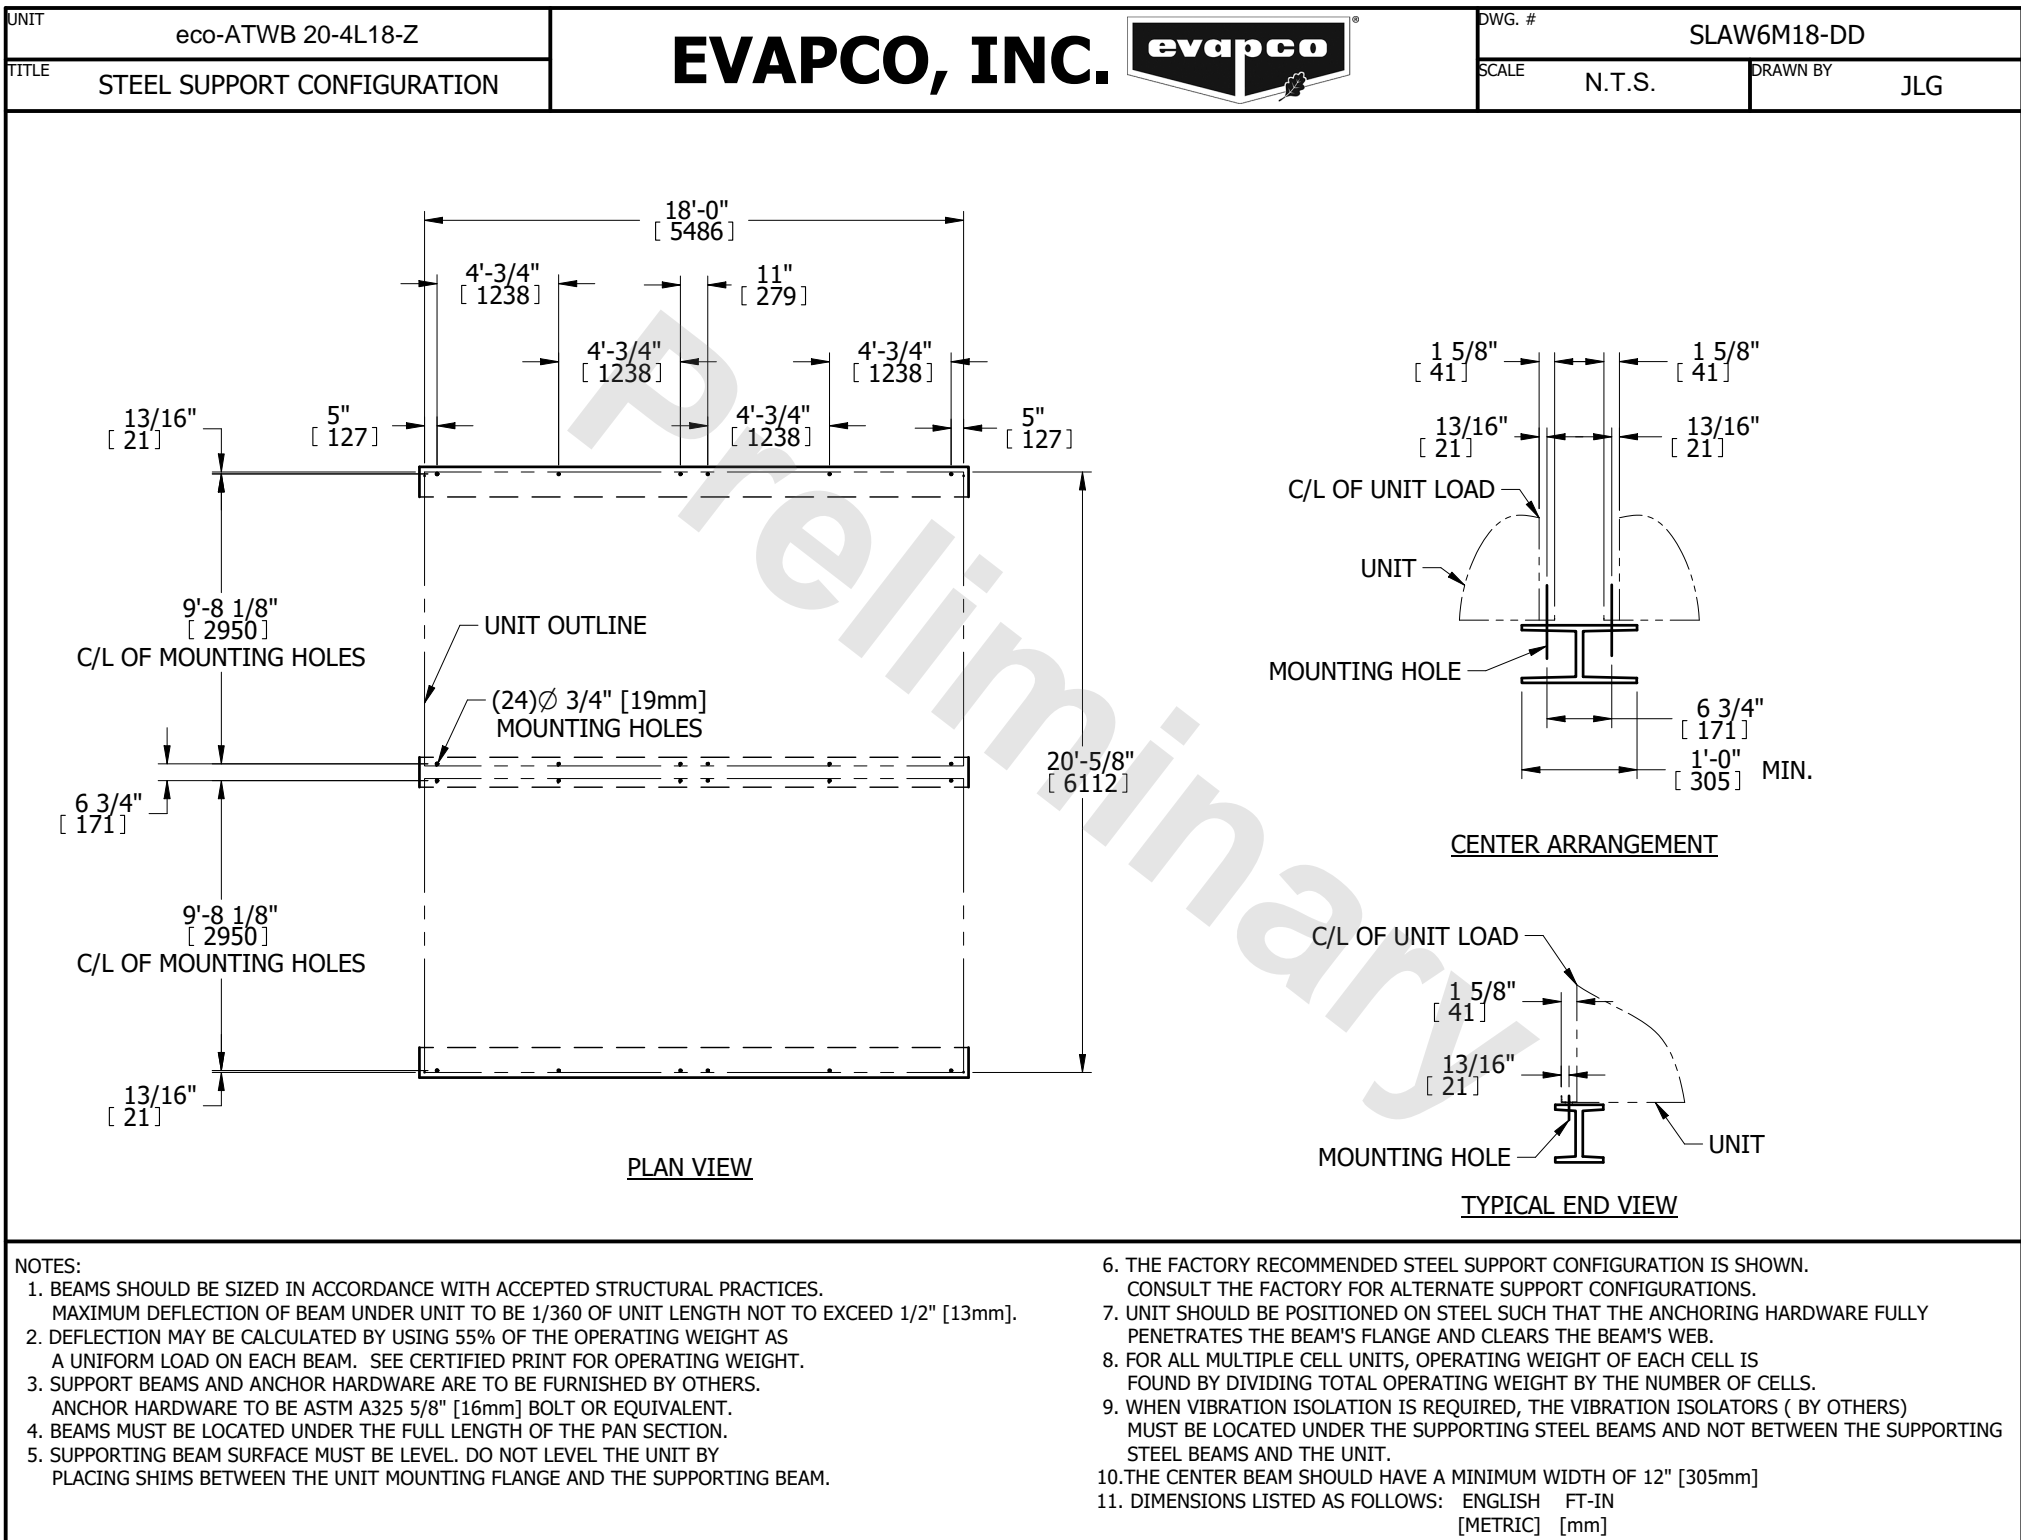 UNIT
eco-ATWB 20-4L18-Z
TITLE
STEEL SUPPORT CONFIGURATION
EVAPCO, INC.
evapco
®
DWG. #
SLAW6M18-DD
SCALE
N.T.S.
DRAWN BY
JLG
18'-0"
[ 5486 ]
4'-3/4"
[ 1238 ]
11"
[ 279 ]
4'-3/4"
[ 1238 ]
4'-3/4"
[ 1238 ]
13/16"
[ 21 ]
5"
[ 127 ]
4'-3/4"
[ 1238 ]
5"
[ 127 ]
9'-8 1/8"
[ 2950 ]
C/L OF MOUNTING HOLES
UNIT OUTLINE
(24)∅ 3/4" [19mm]
MOUNTING HOLES
6 3/4"
[ 171 ]
20'-5/8"
[ 6112 ]
9'-8 1/8"
[ 2950 ]
C/L OF MOUNTING HOLES
13/16"
[ 21 ]
PLAN VIEW
1 5/8"
[ 41 ]
1 5/8"
[ 41 ]
13/16"
[ 21 ]
13/16"
[ 21 ]
C/L OF UNIT LOAD
UNIT
MOUNTING HOLE
6 3/4"
[ 171 ]
1'-0"
[ 305 ] MIN.
CENTER ARRANGEMENT
C/L OF UNIT LOAD
1 5/8"
[ 41 ]
13/16"
[ 21 ]
MOUNTING HOLE
UNIT
TYPICAL END VIEW
Preliminary
NOTES:
1. BEAMS SHOULD BE SIZED IN ACCORDANCE WITH ACCEPTED STRUCTURAL PRACTICES.
MAXIMUM DEFLECTION OF BEAM UNDER UNIT TO BE 1/360 OF UNIT LENGTH NOT TO EXCEED 1/2" [13mm].
2. DEFLECTION MAY BE CALCULATED BY USING 55% OF THE OPERATING WEIGHT AS
A UNIFORM LOAD ON EACH BEAM. SEE CERTIFIED PRINT FOR OPERATING WEIGHT.
3. SUPPORT BEAMS AND ANCHOR HARDWARE ARE TO BE FURNISHED BY OTHERS.
ANCHOR HARDWARE TO BE ASTM A325 5/8" [16mm] BOLT OR EQUIVALENT.
4. BEAMS MUST BE LOCATED UNDER THE FULL LENGTH OF THE PAN SECTION.
5. SUPPORTING BEAM SURFACE MUST BE LEVEL. DO NOT LEVEL THE UNIT BY
PLACING SHIMS BETWEEN THE UNIT MOUNTING FLANGE AND THE SUPPORTING BEAM.
6. THE FACTORY RECOMMENDED STEEL SUPPORT CONFIGURATION IS SHOWN.
CONSULT THE FACTORY FOR ALTERNATE SUPPORT CONFIGURATIONS.
7. UNIT SHOULD BE POSITIONED ON STEEL SUCH THAT THE ANCHORING HARDWARE FULLY
PENETRATES THE BEAM'S FLANGE AND CLEARS THE BEAM'S WEB.
8. FOR ALL MULTIPLE CELL UNITS, OPERATING WEIGHT OF EACH CELL IS
FOUND BY DIVIDING TOTAL OPERATING WEIGHT BY THE NUMBER OF CELLS.
9. WHEN VIBRATION ISOLATION IS REQUIRED, THE VIBRATION ISOLATORS ( BY OTHERS)
MUST BE LOCATED UNDER THE SUPPORTING STEEL BEAMS AND NOT BETWEEN THE SUPPORTING
STEEL BEAMS AND THE UNIT.
10.THE CENTER BEAM SHOULD HAVE A MINIMUM WIDTH OF 12" [305mm]
11. DIMENSIONS LISTED AS FOLLOWS: ENGLISH FT-IN
[METRIC] [mm]